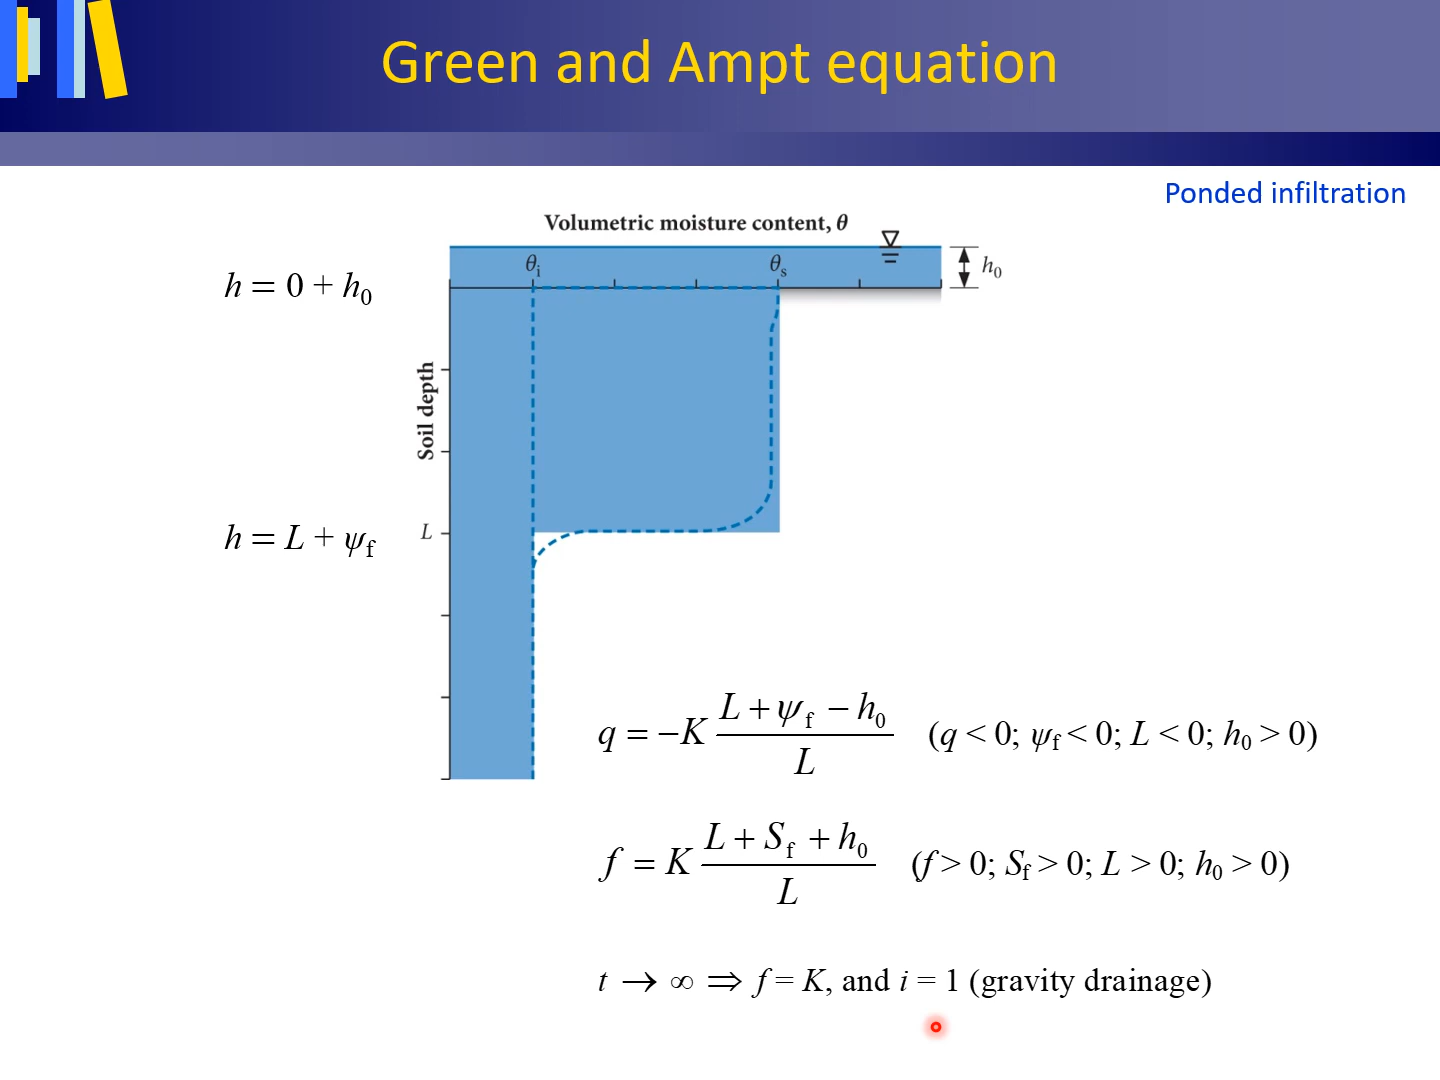 Green and Ampt equation
Ponded infiltration
Volumetric moisture content, θ
θi
θs
h0
h = 0 + h0
Soil depth
h = L + ψf
L
q = −K (L + ψf − h0) / L (q < 0; ψf < 0; L < 0; h0 > 0)
f = K (L + Sf + h0) / L (f > 0; Sf > 0; L > 0; h0 > 0)
t → ∞ ⇒ f = K, and i = 1 (gravity drainage)